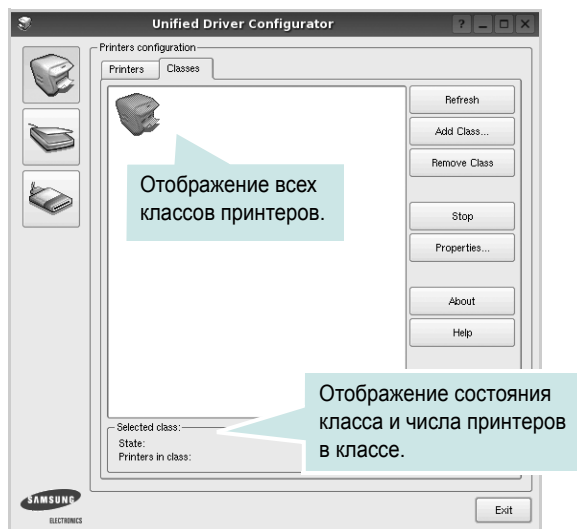 Unified Driver Configurator
Printers configuration
Printers
Classes
Refresh
Add Class...
Remove Class
Отображение всех
классов принтеров.
Stop
Properties...
About
Help
Отображение состояния
класса и числа принтеров
в классе.
Selected class:
State:
Printers in class:
SAMSUNG
ELECTRONICS
Exit